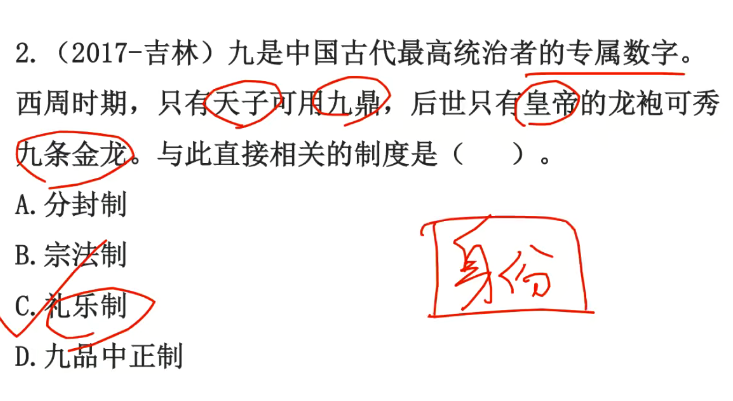 2.（2017-吉林）九是中国古代最高统治者的专属数字。
西周时期，只有天子可用九鼎，后世只有皇帝的龙袍可秀
九条金龙。与此直接相关的制度是（  ）。
A.分封制
B.宗法制
C.礼乐制
D.九品中正制
身份